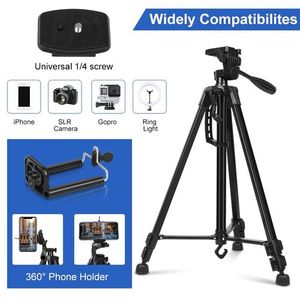 Widely Compatibilites
Universal 1/4 screw
iPhone
SLR
Camera
Gopro
Ring
Light
360° Phone Holder